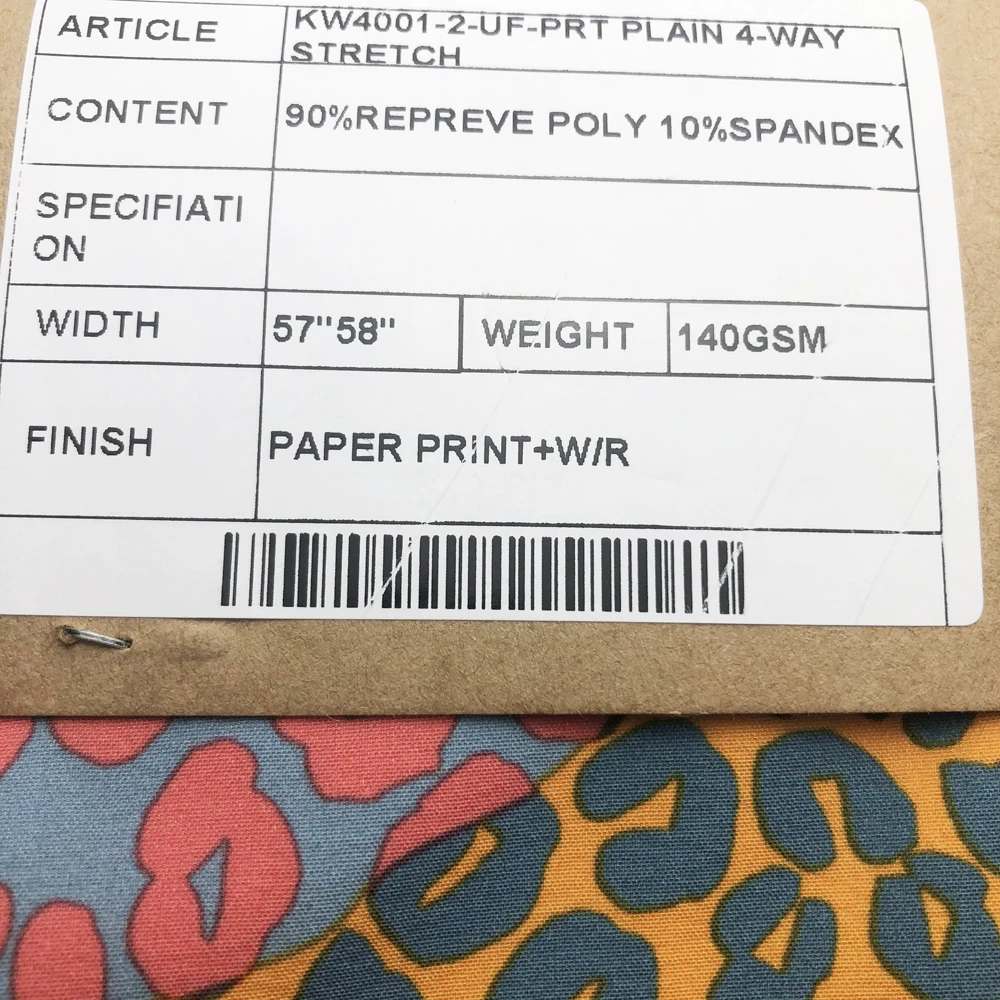 ARTICLE KW4001-2-UF-PRT PLAIN 4-WAY
STRETCH
CONTENT 90%REPREVE POLY 10%SPANDEX
SPECIFIATI
ON
WIDTH 57"58" WEIGHT 140GSM
FINISH PAPER PRINT+W/R